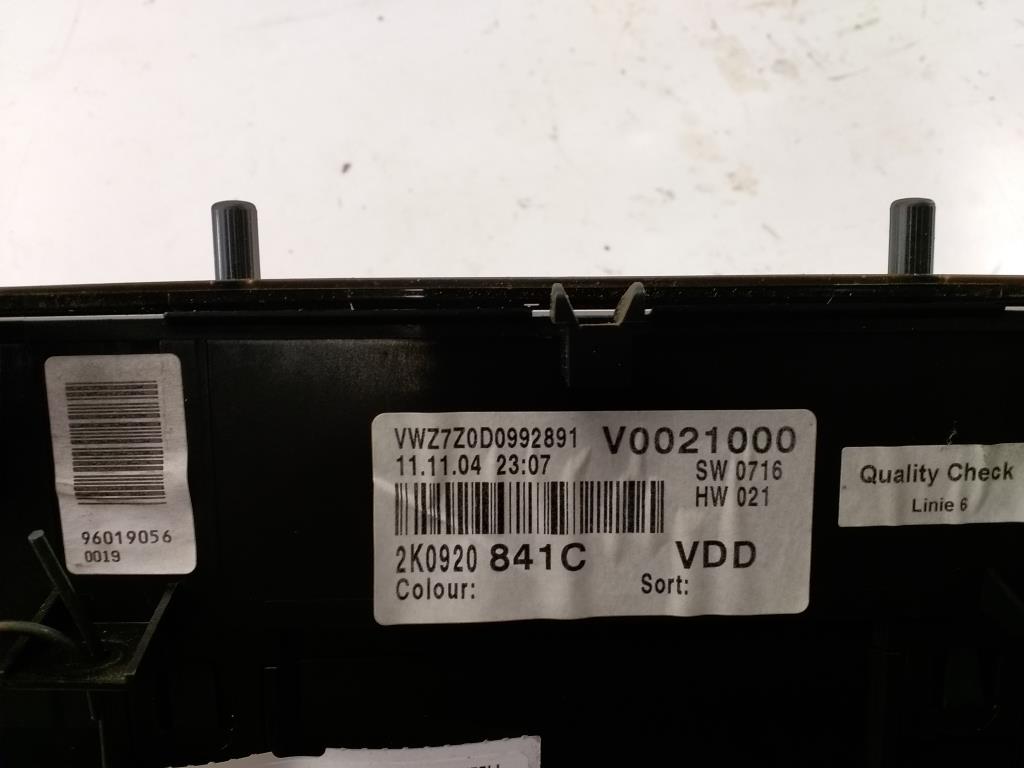 96019056
0019
VWZ7Z0D0992891 V0021000
11.11.04 23:07 SW 0716
HW 021
2K0920 841C VDD
Colour: Sort:
Quality Check
Linie 6